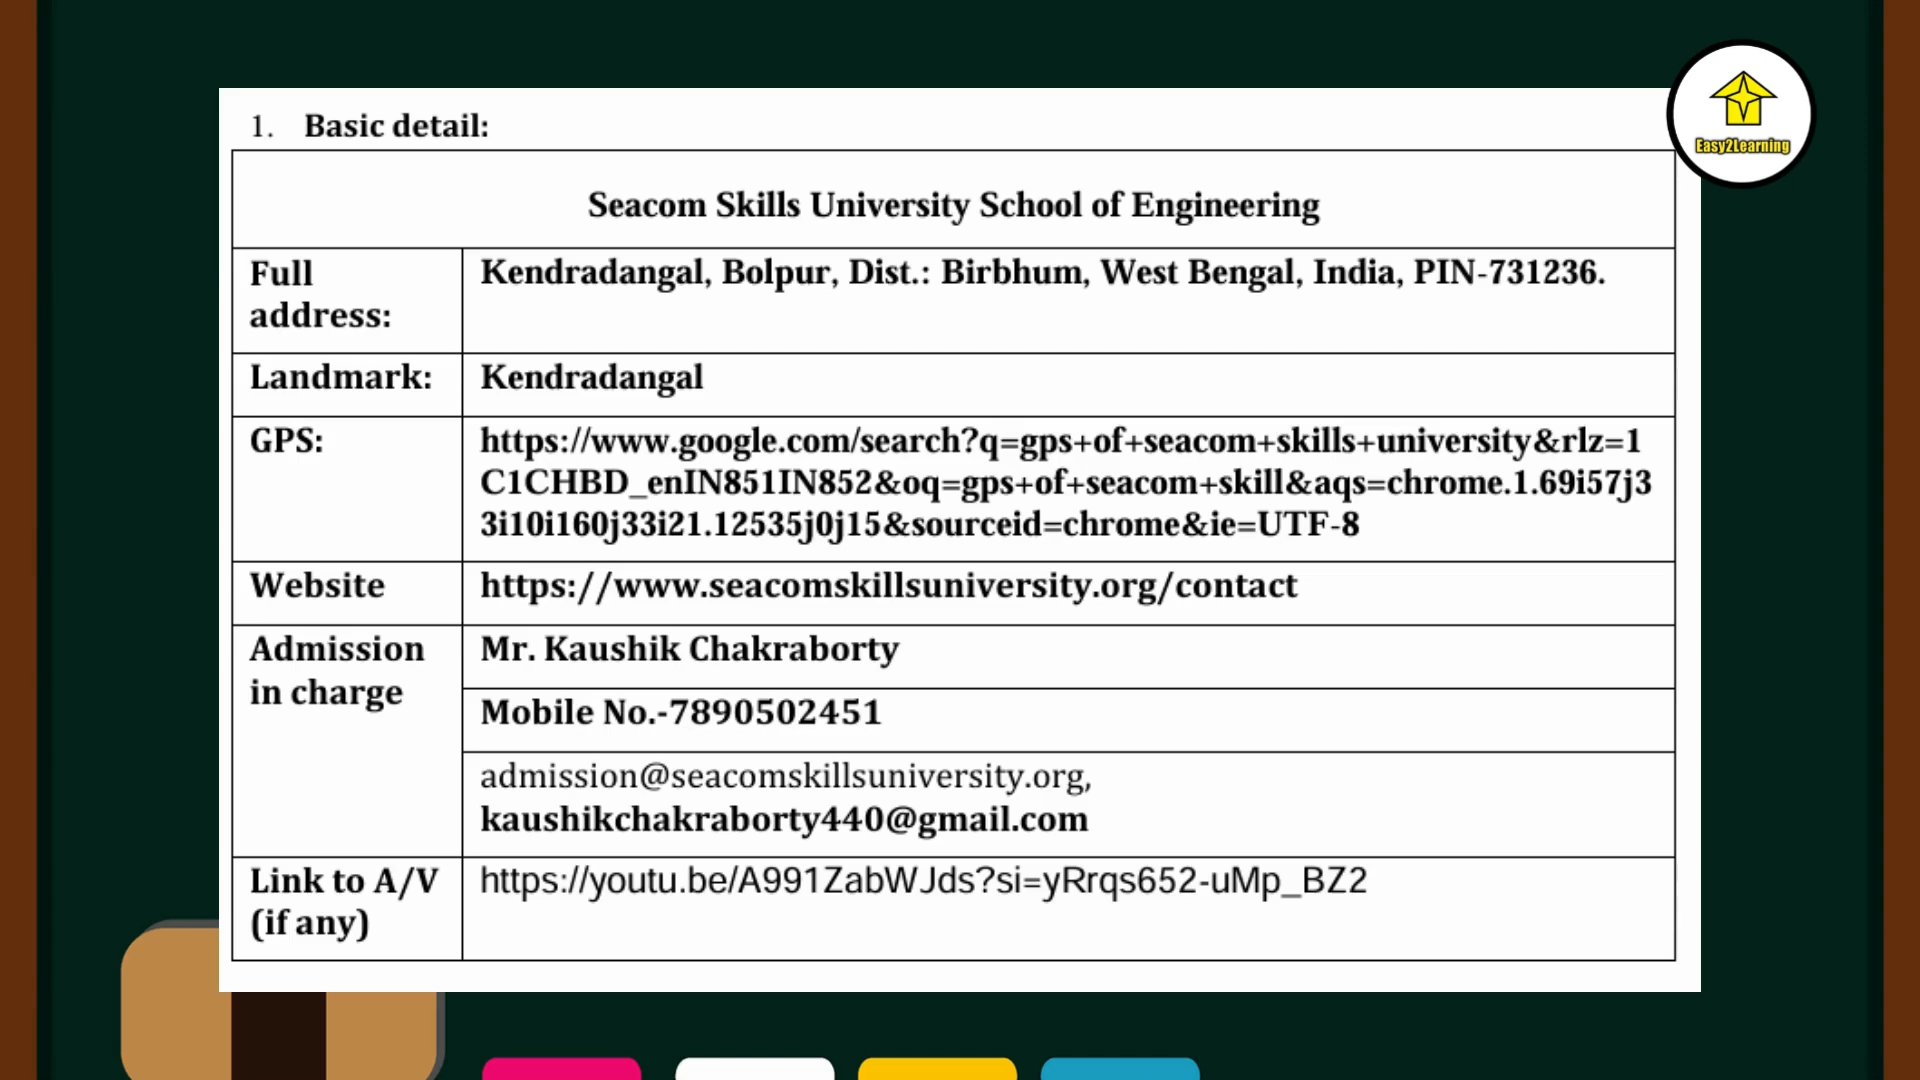 1. Basic detail:
Easy2Learning
Seacom Skills University School of Engineering
Full
address:
Kendradangal, Bolpur, Dist.: Birbhum, West Bengal, India, PIN-731236.
Landmark:
Kendradangal
GPS:
https://www.google.com/search?q=gps+of+seacom+skills+university&rlz=1
C1CHBD_enIN851IN852&oq=gps+of+seacom+skill&aqs=chrome.1.69i57j3
3i10i160j33i21.12535j0j15&sourceid=chrome&ie=UTF-8
Website
https://www.seacomskillsuniversity.org/contact
Admission
in charge
Mr. Kaushik Chakraborty
Mobile No.-7890502451
admission@seacomskillsuniversity.org,
kaushikchakraborty440@gmail.com
Link to A/V
(if any)
https://youtu.be/A991ZabWJds?si=yRrqs652-uMp_BZ2